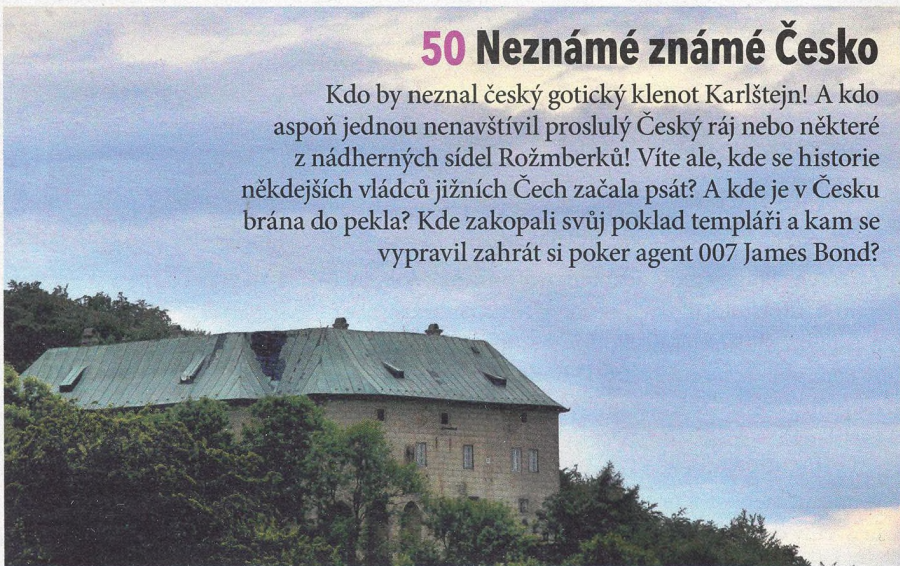 50 Neznámé známé Česko
Kdo by neznal český gotický klenot Karlštejn! A kdo
aspoň jednou nenavštívil proslulý Český ráj nebo některé
z nádherných sídel Rožmberků! Víte ale, kde se historie
někdejších vládců jižních Čech začala psát? A kde je v Česku
brána do pekla? Kde zakopali svůj poklad templáři a kam se
vypravil zahrát si poker agent 007 James Bond?